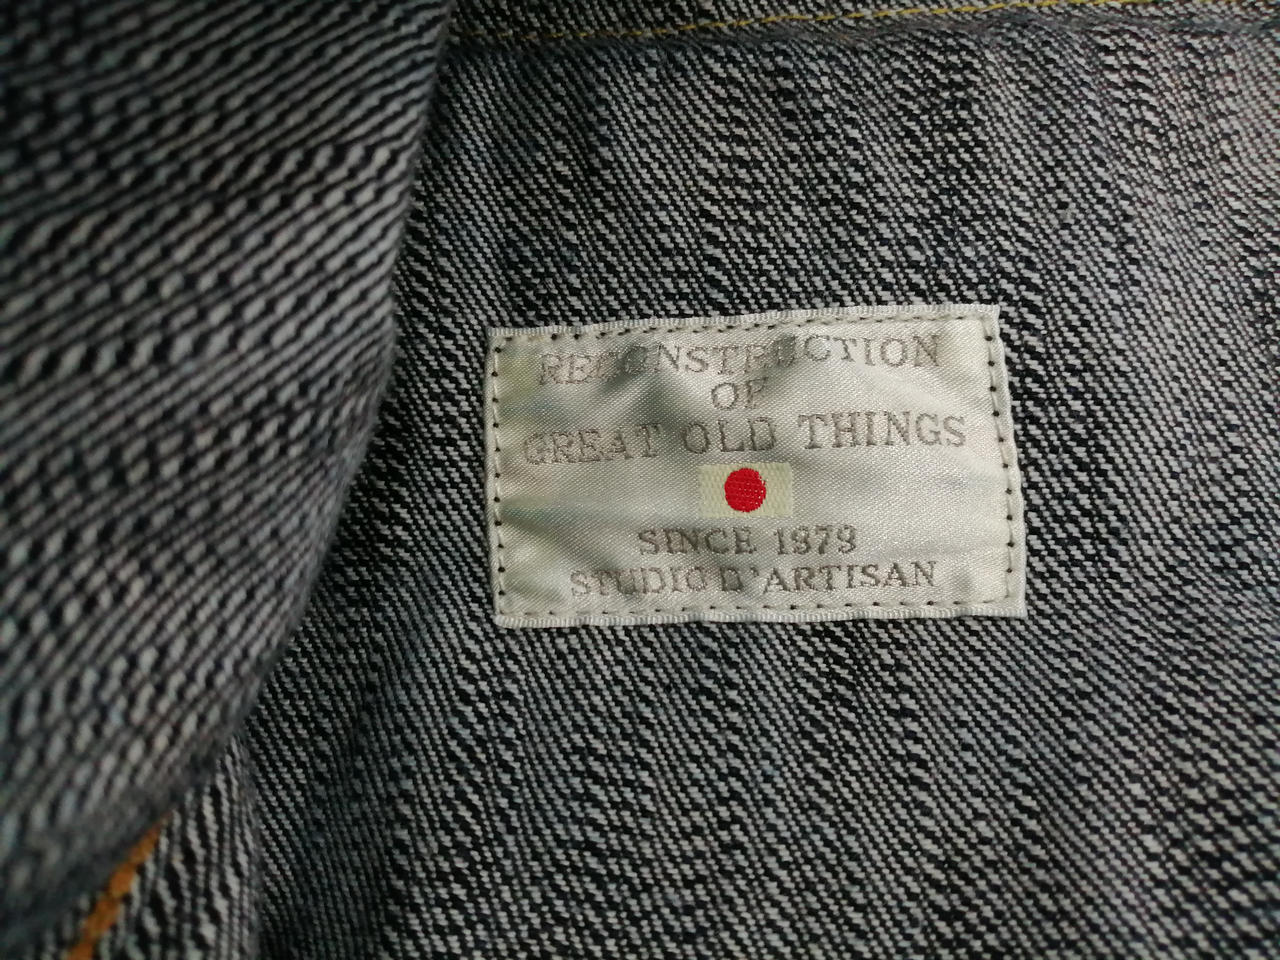 RECONSTRUCTION
OF
GREAT OLD THINGS
SINCE 1979
STUDIO D'ARTISAN